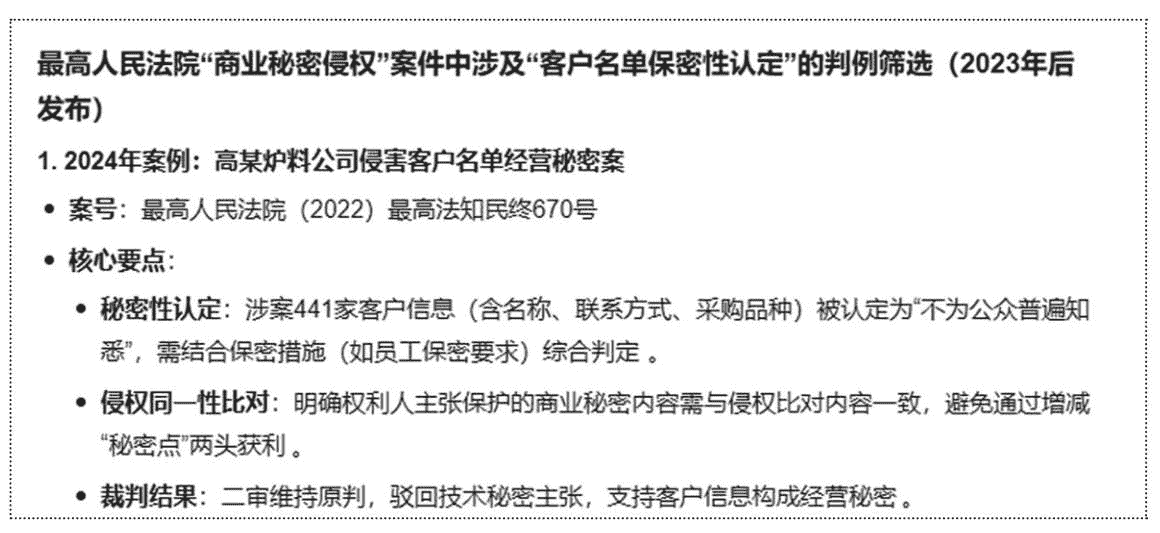 最高人民法院“商业秘密侵权”案件中涉及“客户名单保密性认定”的判例筛选（2023年后
发布）
1. 2024年案例：高某炉料公司侵害客户名单经营秘密案
• 案号：最高人民法院（2022）最高法知民终670号
• 核心要点：
• 秘密性认定：涉案441家客户信息（含名称、联系方式、采购品种）被认定为“不为公众普遍知
悉”，需结合保密措施（如员工保密要求）综合判定 。
• 侵权同一性比对：明确权利人主张保护的商业秘密内容需与侵权比对内容一致，避免通过增减
“秘密点”两头获利 。
• 裁判结果：二审维持原判，驳回技术秘密主张，支持客户信息构成经营秘密 。